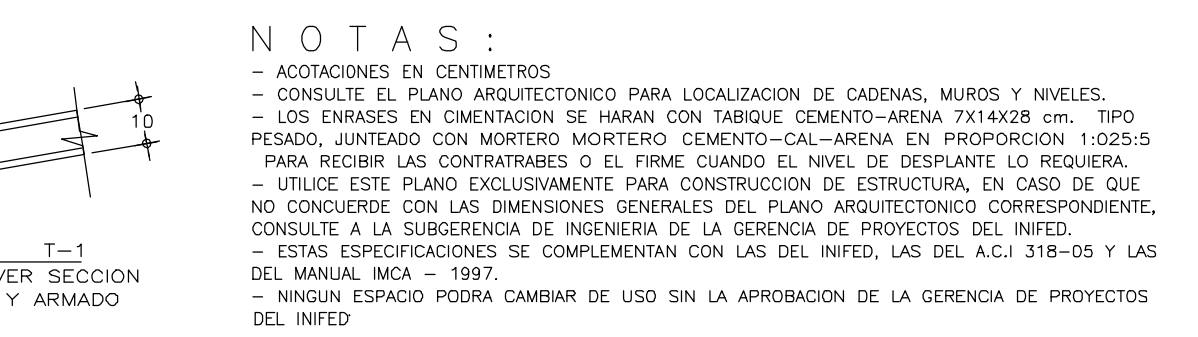 N O T A S :
– ACOTACIONES EN CENTIMETROS
– CONSULTE EL PLANO ARQUITECTONICO PARA LOCALIZACION DE CADENAS, MUROS Y NIVELES.
– LOS ENRASES EN CIMENTACION SE HARAN CON TABIQUE CEMENTO–ARENA 7X14X28 cm. TIPO
PESADO, JUNTEADO CON MORTERO MORTERO CEMENTO–CAL–ARENA EN PROPORCION 1:025:5
PARA RECIBIR LAS CONTRATRABES O EL FIRME CUANDO EL NIVEL DE DESPLANTE LO REQUIERA.
– UTILICE ESTE PLANO EXCLUSIVAMENTE PARA CONSTRUCCION DE ESTRUCTURA, EN CASO DE QUE
NO CONCUERDE CON LAS DIMENSIONES GENERALES DEL PLANO ARQUITECTONICO CORRESPONDIENTE,
CONSULTE A LA SUBGERENCIA DE INGENIERIA DE LA GERENCIA DE PROYECTOS DEL INIFED.
– ESTAS ESPECIFICACIONES SE COMPLEMENTAN CON LAS DEL INIFED, LAS DEL A.C.I 318–05 Y LAS
DEL MANUAL IMCA – 1997.
– NINGUN ESPACIO PODRA CAMBIAR DE USO SIN LA APROBACION DE LA GERENCIA DE PROYECTOS
DEL INIFED
10
T–1
VER SECCION
Y ARMADO